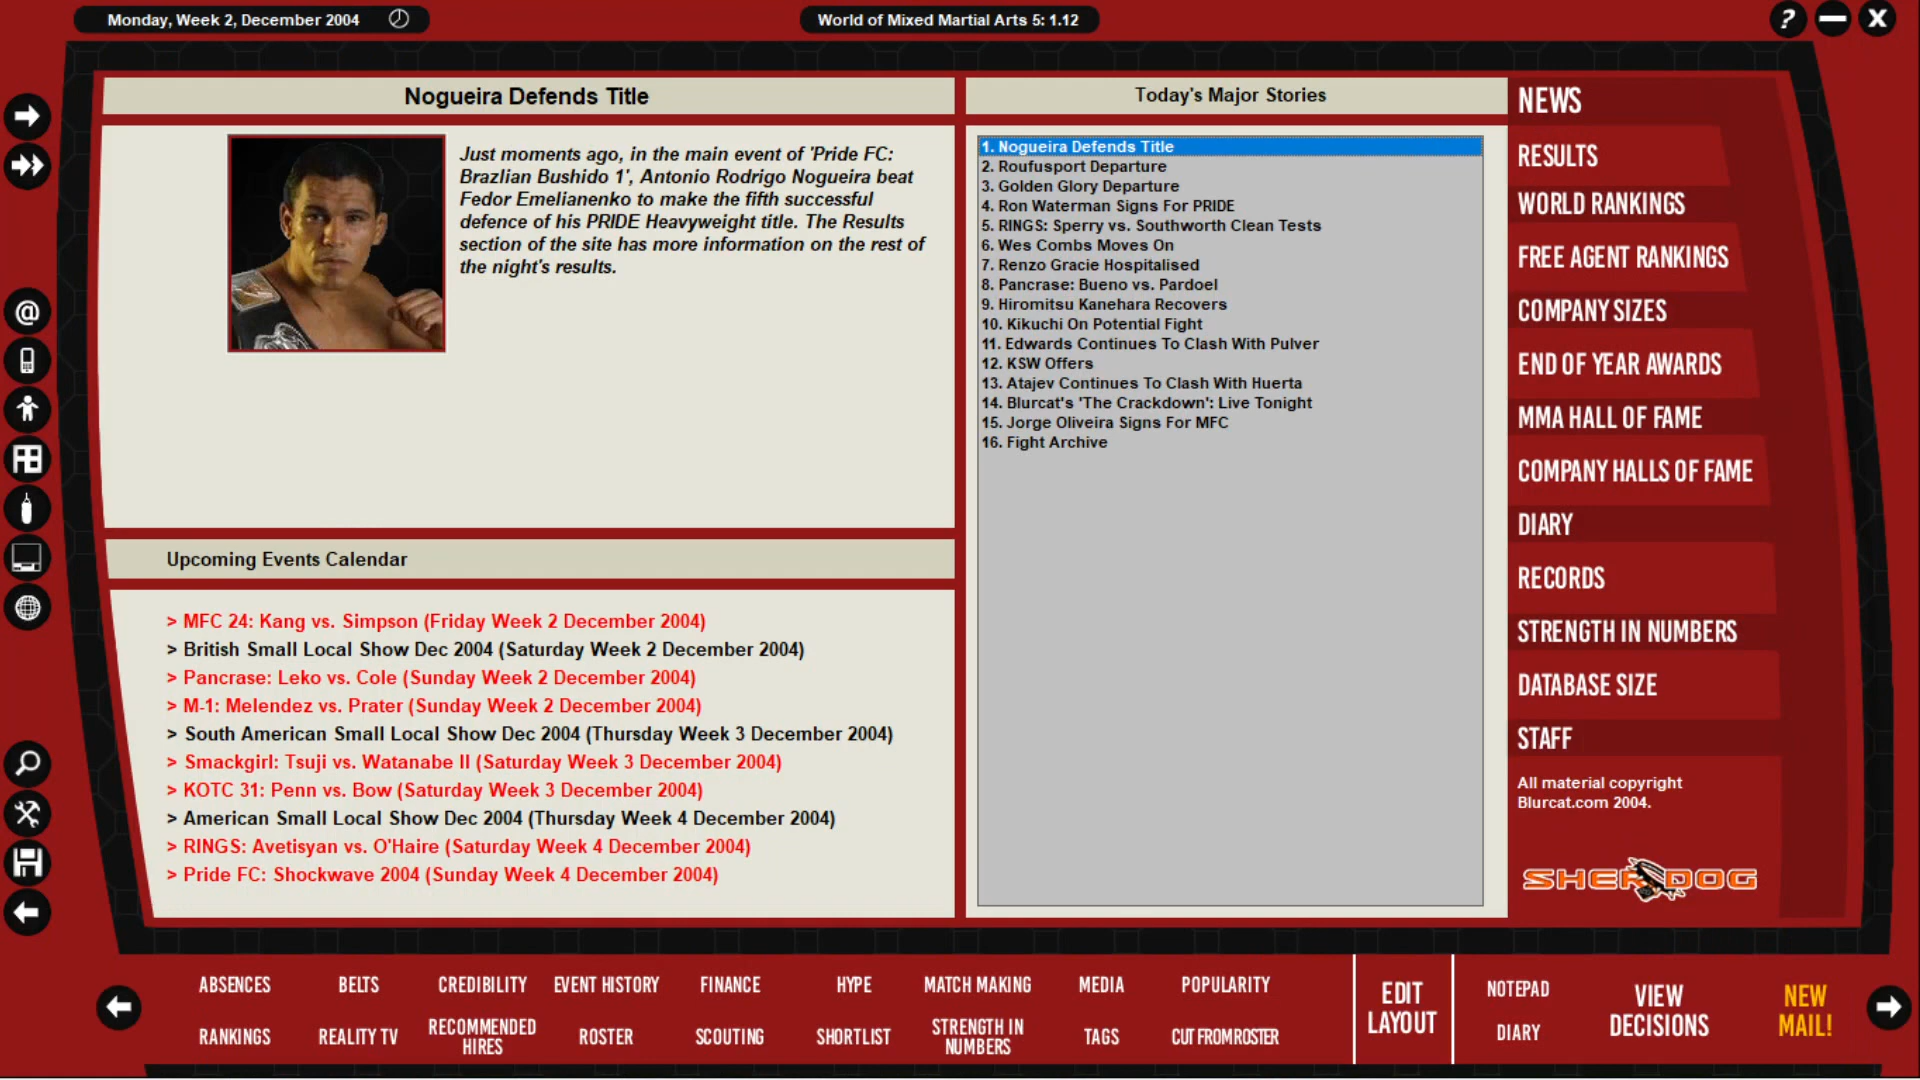 Monday, Week 2, December 2004
World of Mixed Martial Arts 5: 1.12
?
X
Nogueira Defends Title
Just moments ago, in the main event of 'Pride FC:
Brazlian Bushido 1', Antonio Rodrigo Nogueira beat
Fedor Emelianenko to make the fifth successful
defence of his PRIDE Heavyweight title. The Results
section of the site has more information on the rest of
the night's results.
Upcoming Events Calendar
> MFC 24: Kang vs. Simpson (Friday Week 2 December 2004)
> British Small Local Show Dec 2004 (Saturday Week 2 December 2004)
> Pancrase: Leko vs. Cole (Sunday Week 2 December 2004)
> M-1: Melendez vs. Prater (Sunday Week 2 December 2004)
> South American Small Local Show Dec 2004 (Thursday Week 3 December 2004)
> Smackgirl: Tsuji vs. Watanabe II (Saturday Week 3 December 2004)
> KOTC 31: Penn vs. Bow (Saturday Week 3 December 2004)
> American Small Local Show Dec 2004 (Thursday Week 4 December 2004)
> RINGS: Avetisyan vs. O'Haire (Saturday Week 4 December 2004)
> Pride FC: Shockwave 2004 (Sunday Week 4 December 2004)
Today's Major Stories
1. Nogueira Defends Title
2. Roufusport Departure
3. Golden Glory Departure
4. Ron Waterman Signs For PRIDE
5. RINGS: Sperry vs. Southworth Clean Tests
6. Wes Combs Moves On
7. Renzo Gracie Hospitalised
8. Pancrase: Bueno vs. Pardoel
9. Hiromitsu Kanehara Recovers
10. Kikuchi On Potential Fight
11. Edwards Continues To Clash With Pulver
12. KSW Offers
13. Atajev Continues To Clash With Huerta
14. Blurcat's 'The Crackdown': Live Tonight
15. Jorge Oliveira Signs For MFC
16. Fight Archive
NEWS
RESULTS
WORLD RANKINGS
FREE AGENT RANKINGS
COMPANY SIZES
END OF YEAR AWARDS
MMA HALL OF FAME
COMPANY HALLS OF FAME
DIARY
RECORDS
STRENGTH IN NUMBERS
DATABASE SIZE
STAFF
All material copyright
Blurcat.com 2004.
SHERDOG
@
ABSENCES
BELTS
CREDIBILITY
EVENT HISTORY
FINANCE
HYPE
MATCH MAKING
MEDIA
POPULARITY
RANKINGS
REALITY TV
RECOMMENDED
HIRES
ROSTER
SCOUTING
SHORTLIST
STRENGTH IN
NUMBERS
TAGS
CUT FROM ROSTER
EDIT
LAYOUT
NOTEPAD
DIARY
VIEW
DECISIONS
NEW
MAIL!